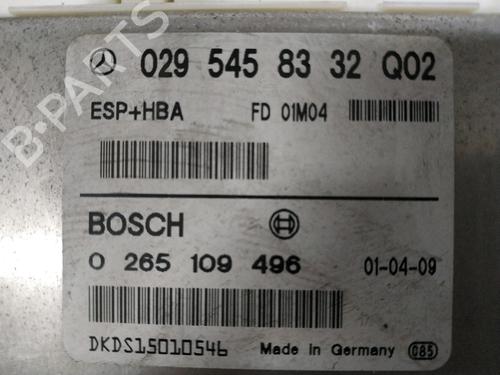 029 545 83 32 Q02
ESP+HBA FD 01M04
BOSCH
0 265 109 496 01-04-09
DKDS15010546 Made in Germany 085
B-PARTS